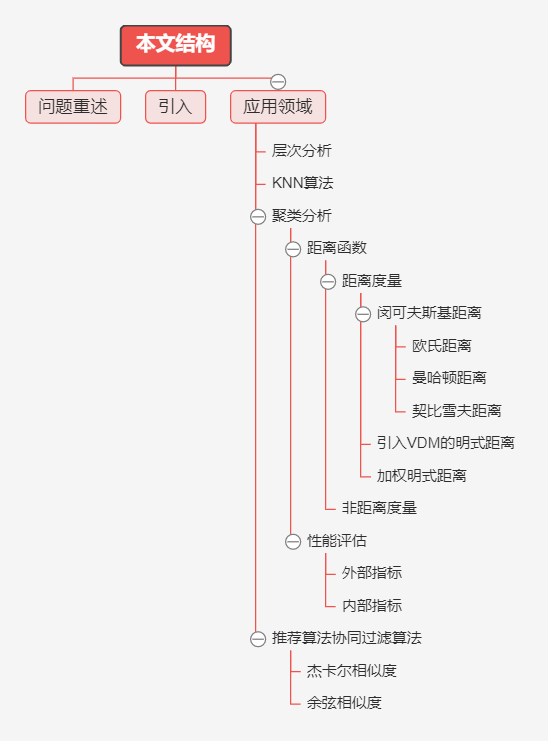 本文结构
问题重述
引入
应用领域
层次分析
KNN算法
聚类分析
距离函数
距离度量
闵可夫斯基距离
欧氏距离
曼哈顿距离
契比雪夫距离
引入VDM的明式距离
加权明式距离
非距离度量
性能评估
外部指标
内部指标
推荐算法协同过滤算法
杰卡尔相似度
余弦相似度